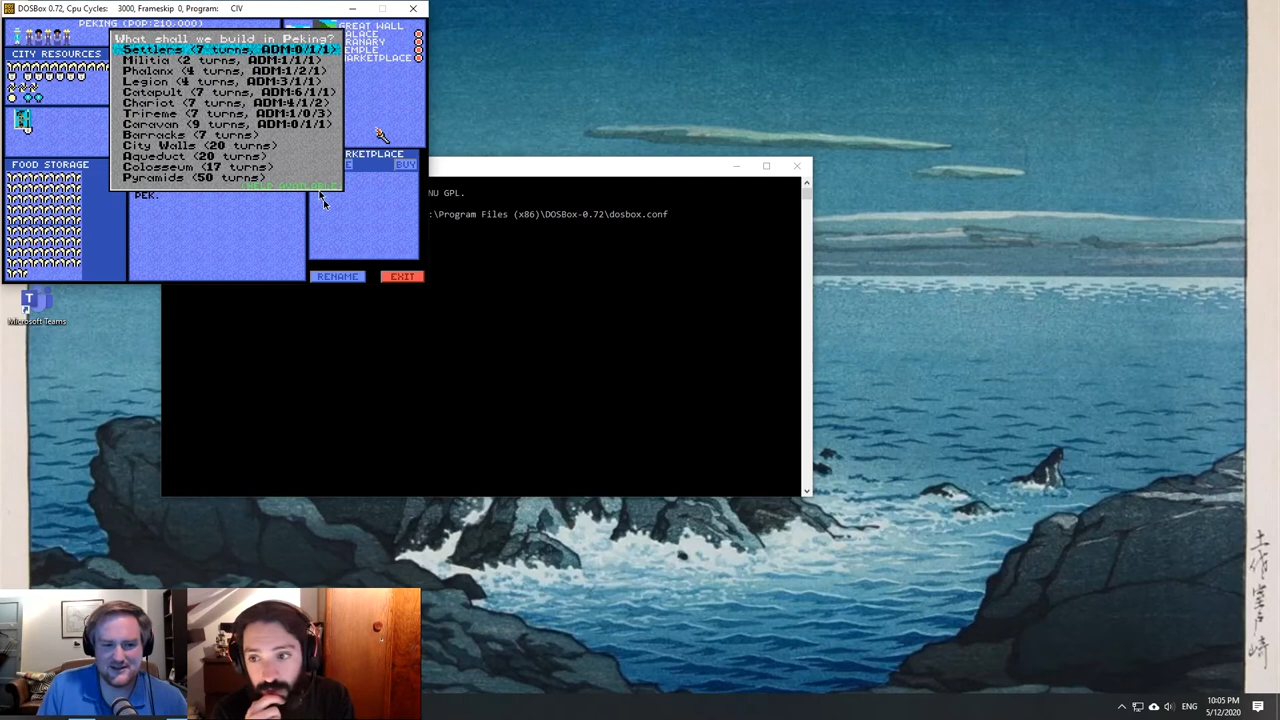 DOSBox 0.72, Cpu Cycles: 3000, Frameskip 0, Program: CIV
PEKING (POP:210,000)
CITY RESOURCES
FOOD STORAGE
What shall we build in Peking?
Settlers (7 turns, ADM:0/1/1)
Militia (2 turns, ADM:1/1/1)
Phalanx (4 turns, ADM:1/2/1)
Legion (4 turns, ADM:3/1/1)
Catapult (7 turns, ADM:6/1/1)
Chariot (7 turns, ADM:4/1/2)
Trireme (7 turns, ADM:1/0/3)
Caravan (9 turns, ADM:0/1/1)
Barracks (7 turns)
City Walls (20 turns)
Aqueduct (20 turns)
Colosseum (17 turns)
Pyramids (50 turns)
PEK.
GREAT WALL
ALACE
RANARY
EMPLE
MARKETPLACE
RKETPLACE
BUY
RENAME
EXIT
NU GPL.
:\Program Files (x86)\DOSBox-0.72\dosbox.conf
Microsoft Teams
ENG
10:05 PM
5/12/2020